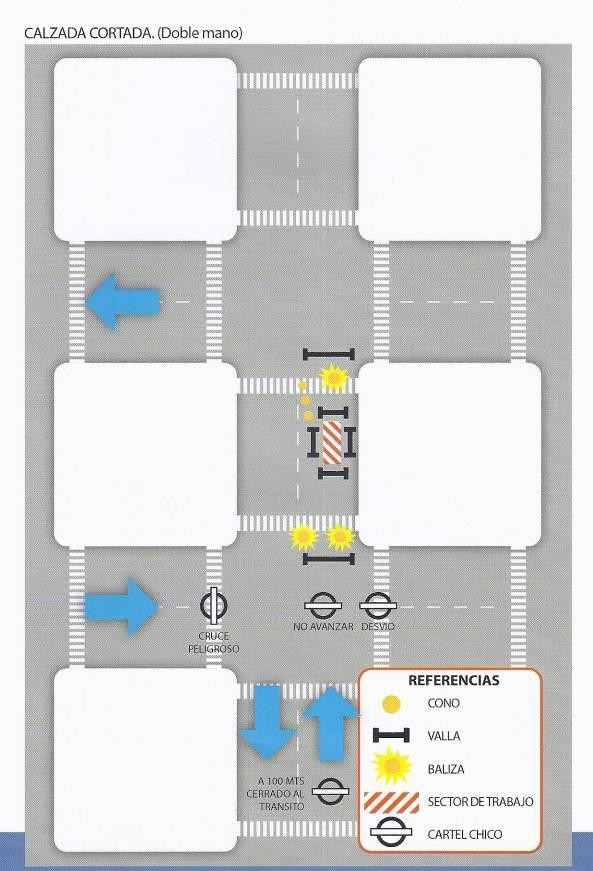 CALZADA CORTADA. (Doble mano)
CRUCE
PELIGROSO
NO AVANZAR
DESVIO
A 100 MTS
CERRADO AL
TRANSITO
REFERENCIAS
CONO
VALLA
BALIZA
SECTOR DE TRABAJO
CARTEL CHICO